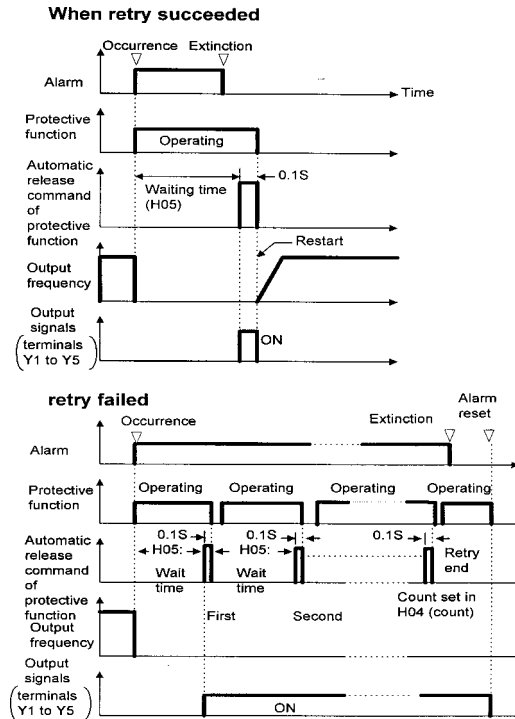 When retry succeeded
Occurrence Extinction
Alarm
Time
Protective
function
Operating
Automatic
release
command
of
protective
function
Waiting time
(H05)
0.1S
Restart
Output
frequency
Output
signals
(terminals
Y1 to Y5)
ON
retry failed
Alarm
reset
Occurrence Extinction
Alarm
Protective
function
Operating Operating Operating Operating
0.1S 0.1S 0.1S
Automatic
release
command
of
protective
function
H05: H05:
Wait
time
Wait
time
Retry
end
Count set in
H04 (count)
First Second
Output
frequency
Output
signals
(terminals
Y1 to Y5)
ON